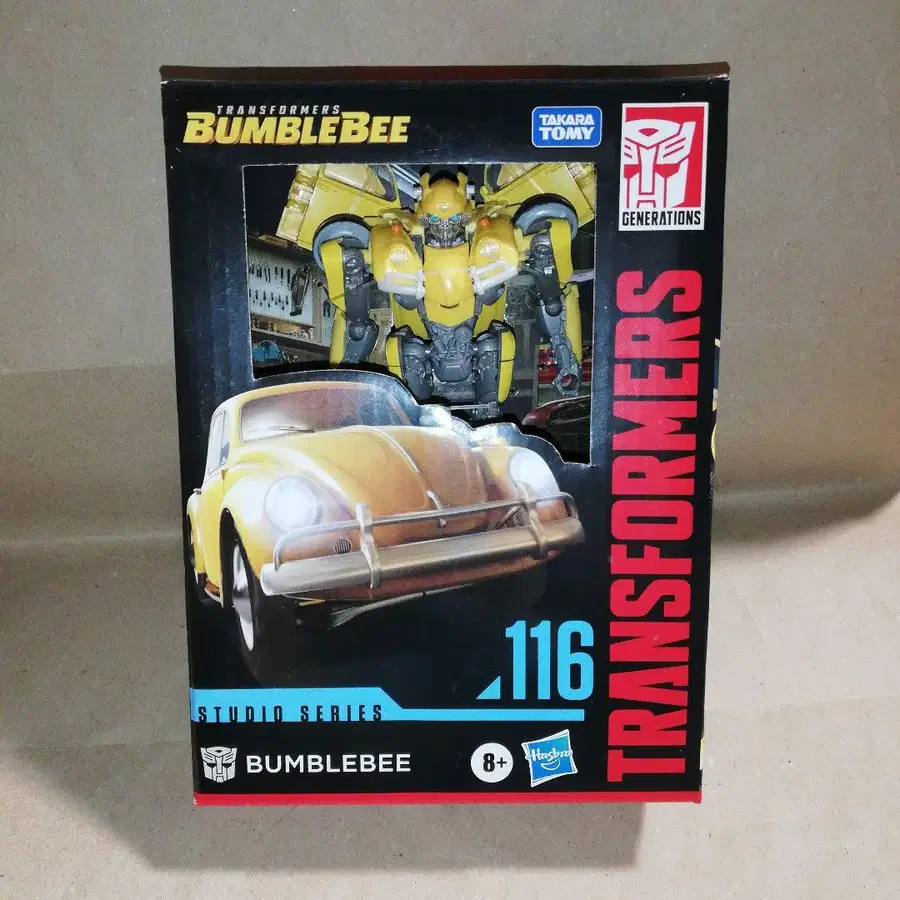 TRANSFORMERS
BUMBLEBEE
TAKARA
TOMY
GENERATIONS
TRANSFORMERS
116
STUDIO SERIES
BUMBLEBEE
8+
Hasbro